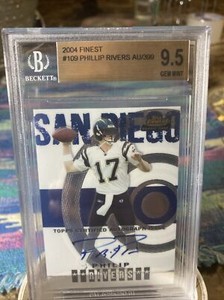 BECKETT
2004 FINEST
#109 PHILLIP RIVERS AU/399
9.5
GEM MINT
SAN DIEGO
17
TOPPS CERTIFIED AUTOGRAPH ISSUE
PHILIP
RIVERS